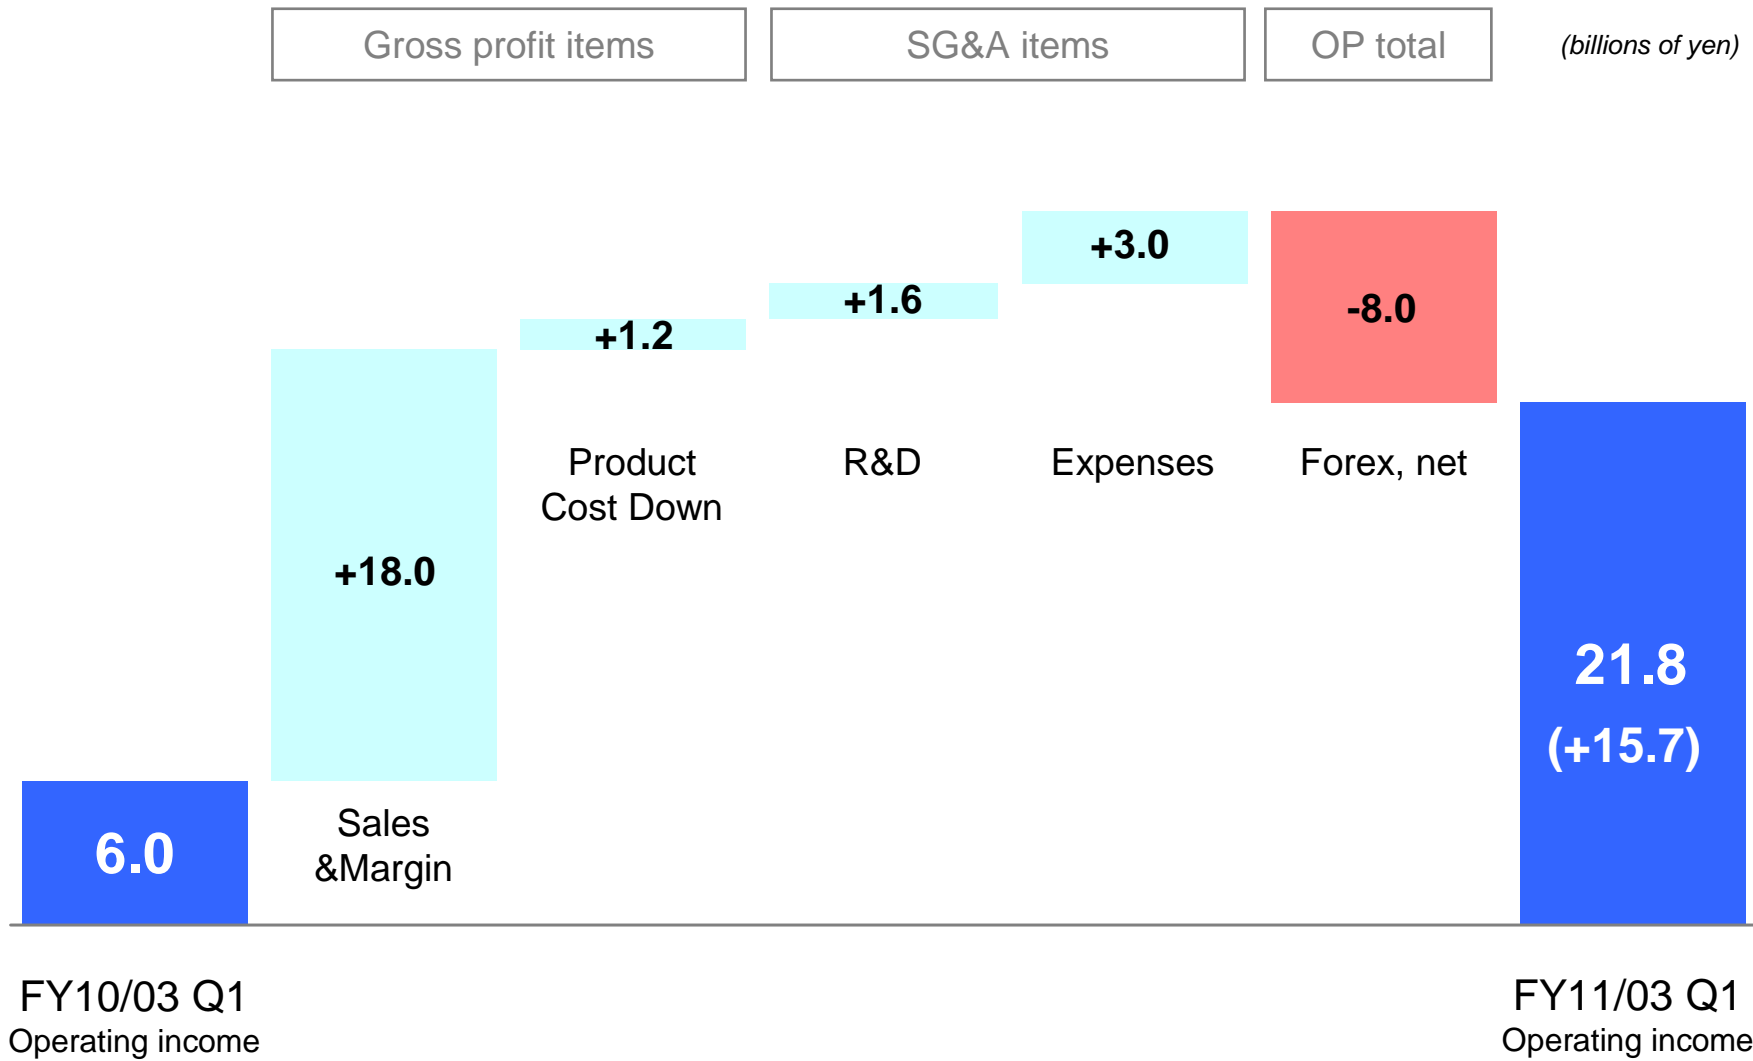 Gross profit items
SG&A items
OP total
(billions of yen)
+3.0
+1.6
-8.0
+1.2
Product
Cost Down
R&D
Expenses
Forex, net
+18.0
21.8
(+15.7)
Sales
&Margin
6.0
FY10/03 Q1
Operating income
FY11/03 Q1
Operating income